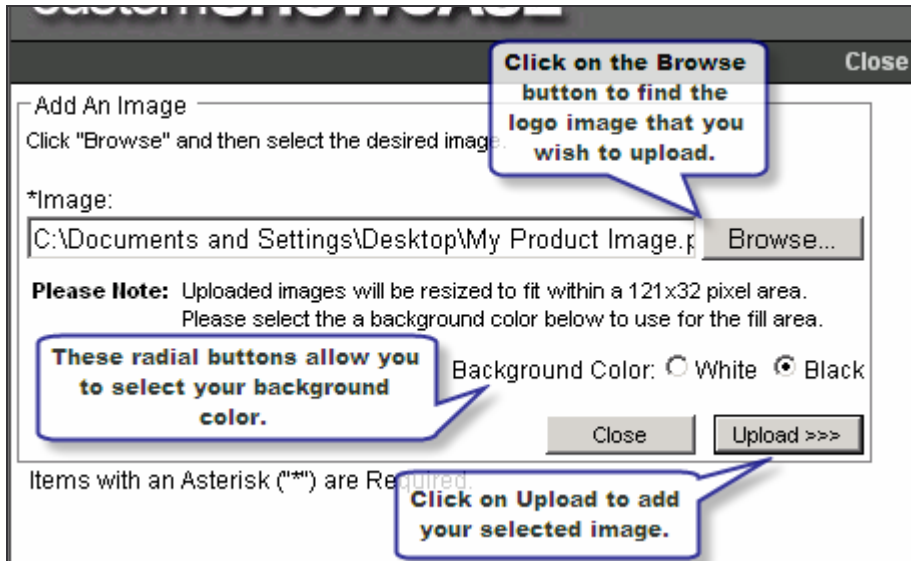 customSHOWCASE
Close
Click on the Browse
button to find the
logo image that you
wish to upload.
Add An Image
Click "Browse" and then select the desired image.
*Image:
C:\Documents and Settings\Desktop\My Product Image.p
Browse...
Please Note: Uploaded images will be resized to fit within a 121x32 pixel area.
Please select the a background color below to use for the fill area.
These radial buttons allow you
to select your background
color.
Background Color: White Black
Close
Upload >>>
Items with an Asterisk ("*") are Required.
Click on Upload to add
your selected image.